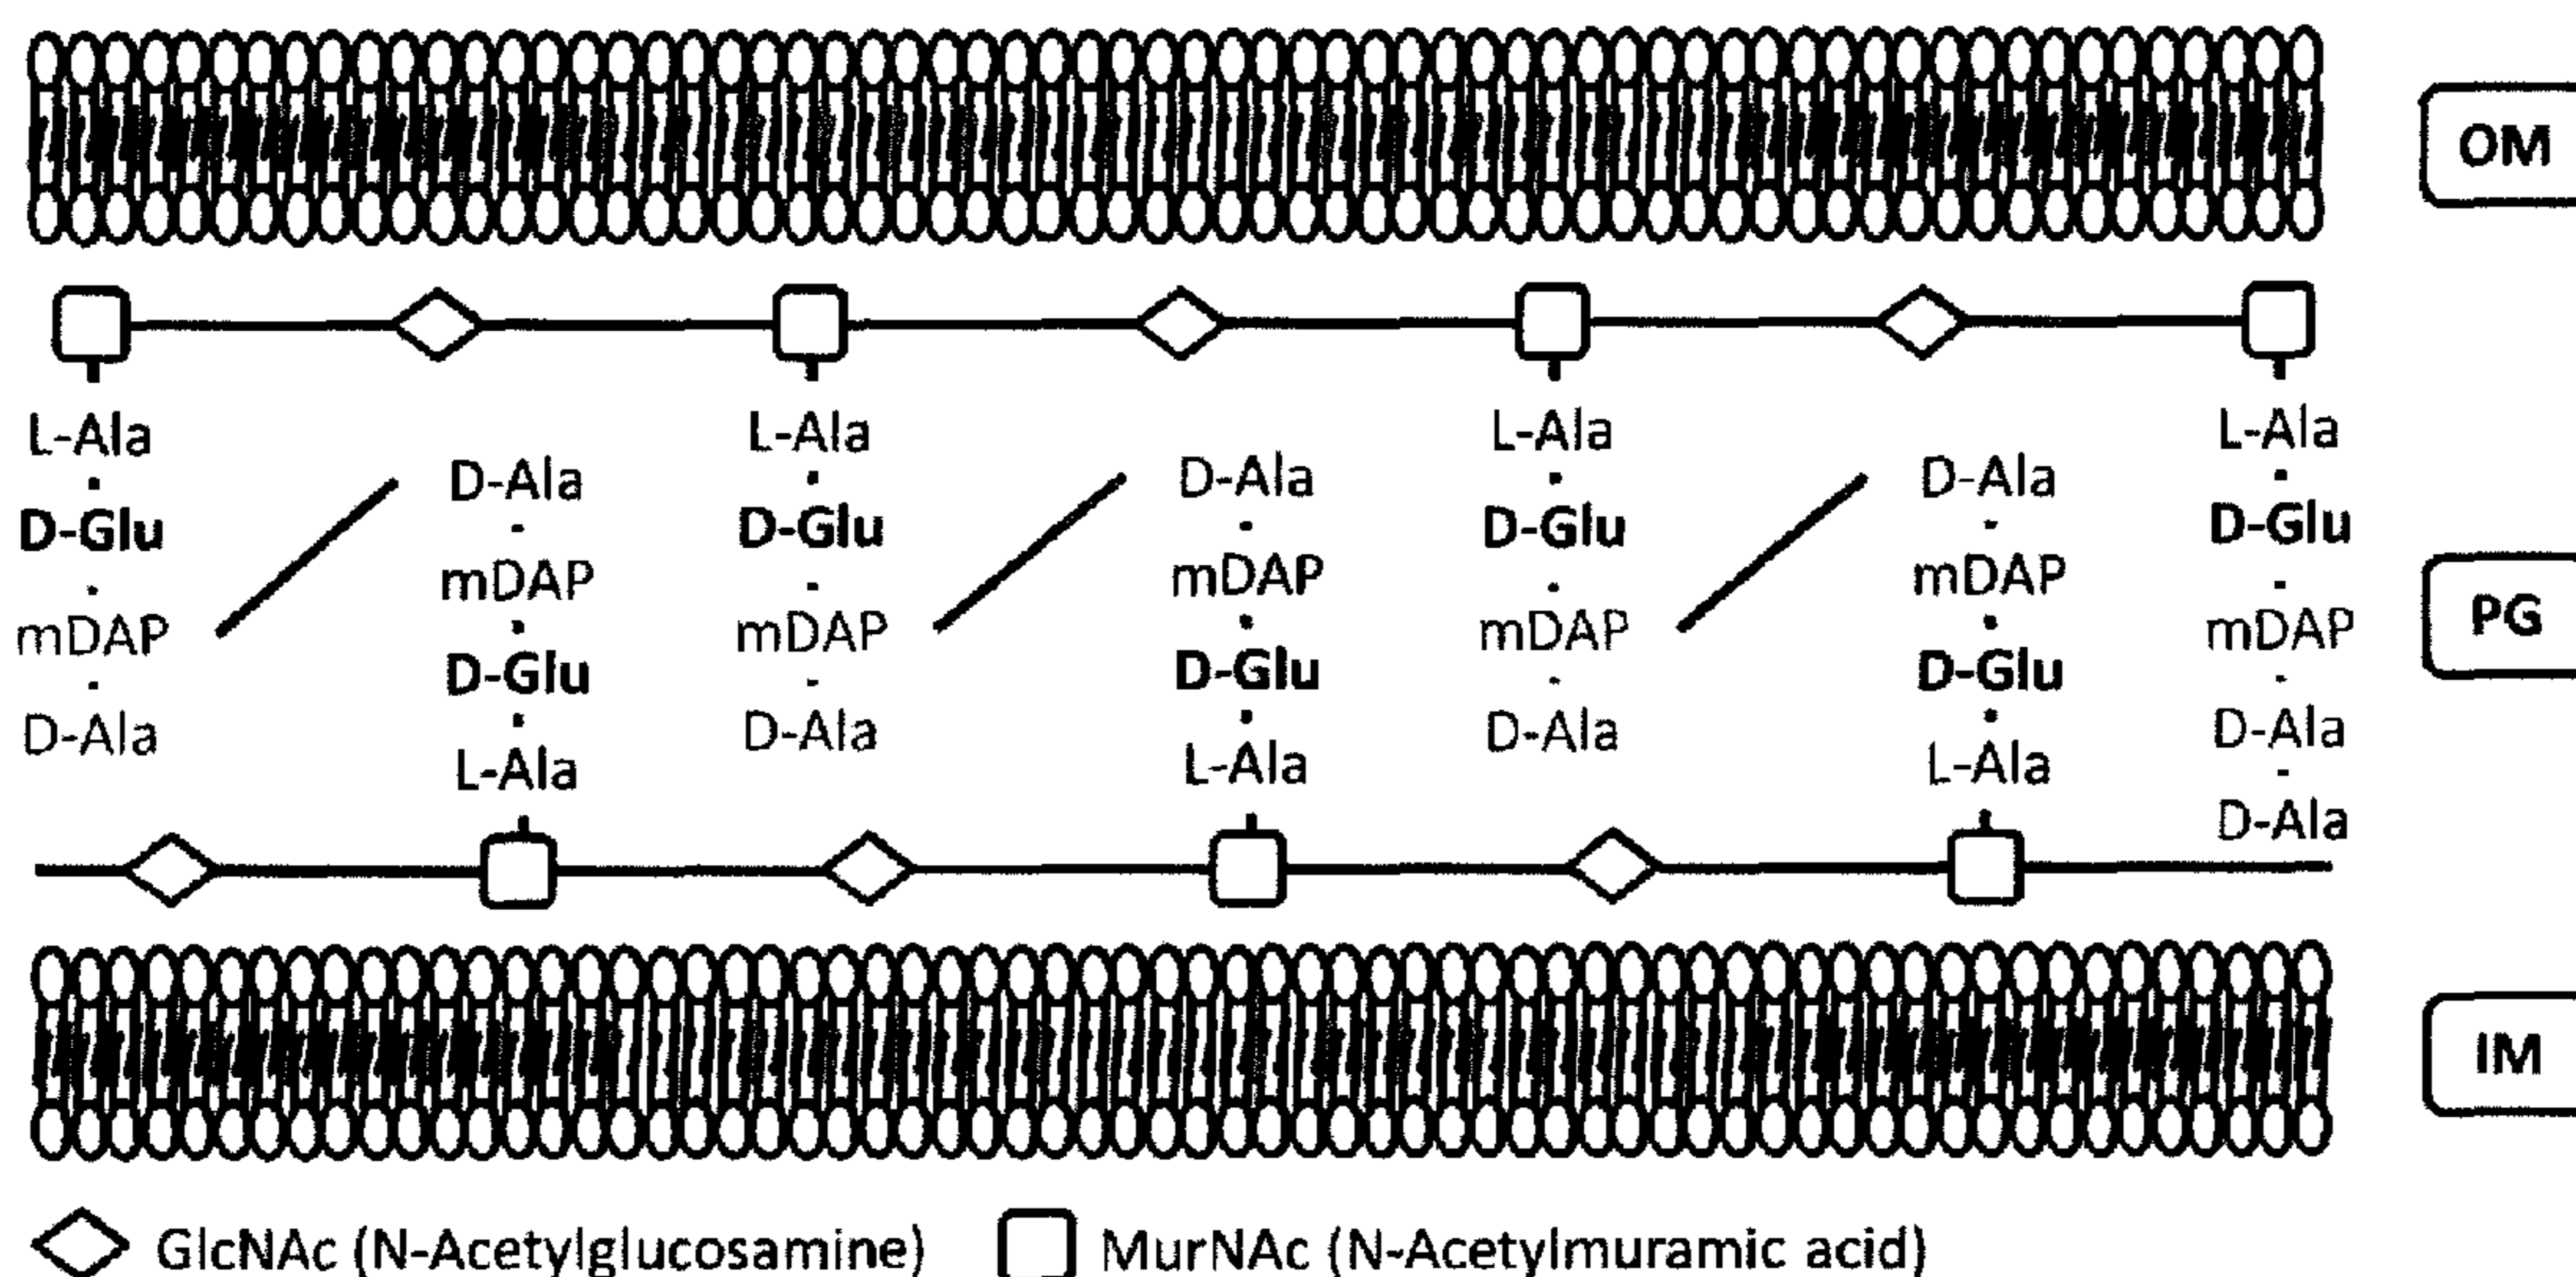 OM
L-Ala L-Ala L-Ala L-Ala
D-Ala D-Ala D-Ala
D-Glu D-Glu D-Glu D-Glu
mDAP mDAP mDAP
PG
mDAP mDAP mDAP mDAP
D-Glu D-Glu D-Glu
D-Ala D-Ala D-Ala D-Ala
L-Ala L-Ala L-Ala
D-Ala
IM
GlcNAc (N-Acetylglucosamine) MurNAc (N-Acetylmuramic acid)